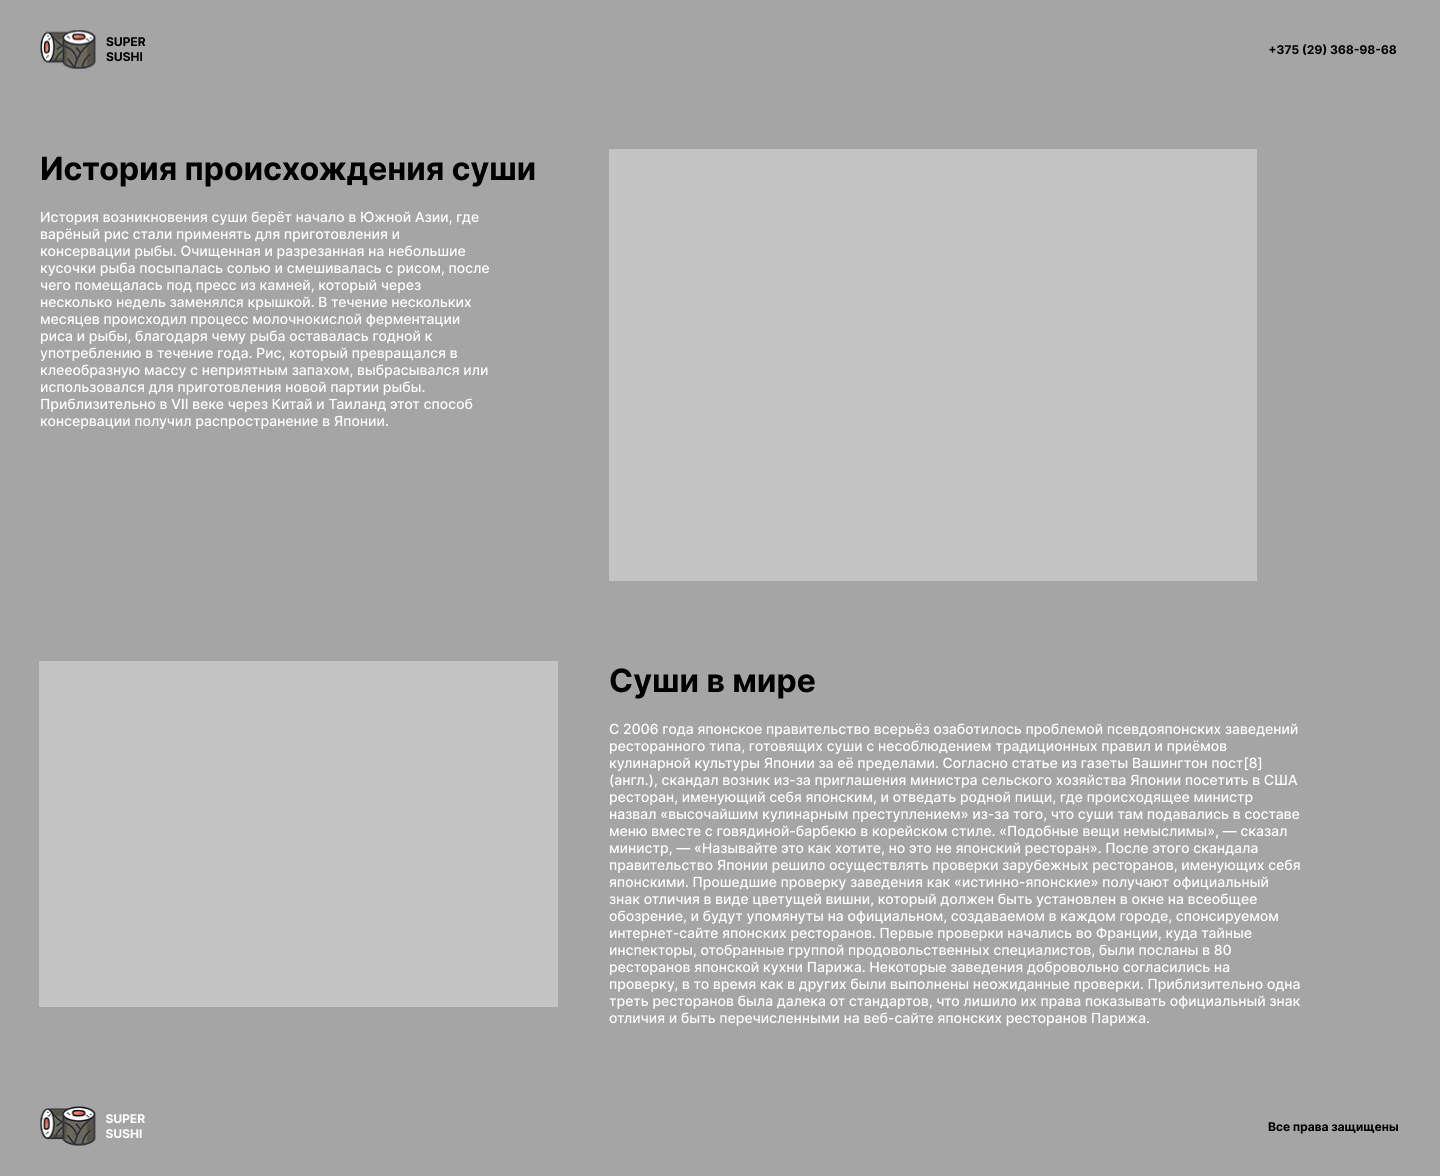 SUPER
SUSHI
+375 (29) 368-98-68
История происхождения суши
История возникновения суши берёт начало в Южной Азии, где
варёный рис стали применять для приготовления и
консервации рыбы. Очищенная и разрезанная на небольшие
кусочки рыба посыпалась солью и смешивалась с рисом, после
чего помещалась под пресс из камней, который через
несколько недель заменялся крышкой. В течение нескольких
месяцев происходил процесс молочнокислой ферментации
риса и рыбы, благодаря чему рыба оставалась годной к
употреблению в течение года. Рис, который превращался в
клееобразную массу с неприятным запахом, выбрасывался или
использовался для приготовления новой партии рыбы.
Приблизительно в VII веке через Китай и Таиланд этот способ
консервации получил распространение в Японии.
Суши в мире
С 2006 года японское правительство всерьёз озаботилось проблемой псевдояпонских заведений
ресторанного типа, готовящих суши с несоблюдением традиционных правил и приёмов
кулинарной культуры Японии за её пределами. Согласно статье из газеты Вашингтон пост[8]
(англ.), скандал возник из-за приглашения министра сельского хозяйства Японии посетить в США
ресторан, именующий себя японским, и отведать родной пищи, где происходящее министр
назвал «высочайшим кулинарным преступлением» из-за того, что суши там подавались в составе
меню вместе с говядиной-барбекю в корейском стиле. «Подобные вещи немыслимы», — сказал
министр, — «Называйте это как хотите, но это не японский ресторан». После этого скандала
правительство Японии решило осуществлять проверки зарубежных ресторанов, именующих себя
японскими. Прошедшие проверку заведения как «истинно-японские» получают официальный
знак отличия в виде цветущей вишни, который должен быть установлен в окне на всеобщее
обозрение, и будут упомянуты на официальном, создаваемом в каждом городе, спонсируемом
интернет-сайте японских ресторанов. Первые проверки начались во Франции, куда тайные
инспекторы, отобранные группой продовольственных специалистов, были посланы в 80
ресторанов японской кухни Парижа. Некоторые заведения добровольно согласились на
проверку, в то время как в других были выполнены неожиданные проверки. Приблизительно одна
треть ресторанов была далека от стандартов, что лишило их права показывать официальный знак
отличия и быть перечисленными на веб-сайте японских ресторанов Парижа.
SUPER
SUSHI
Все права защищены